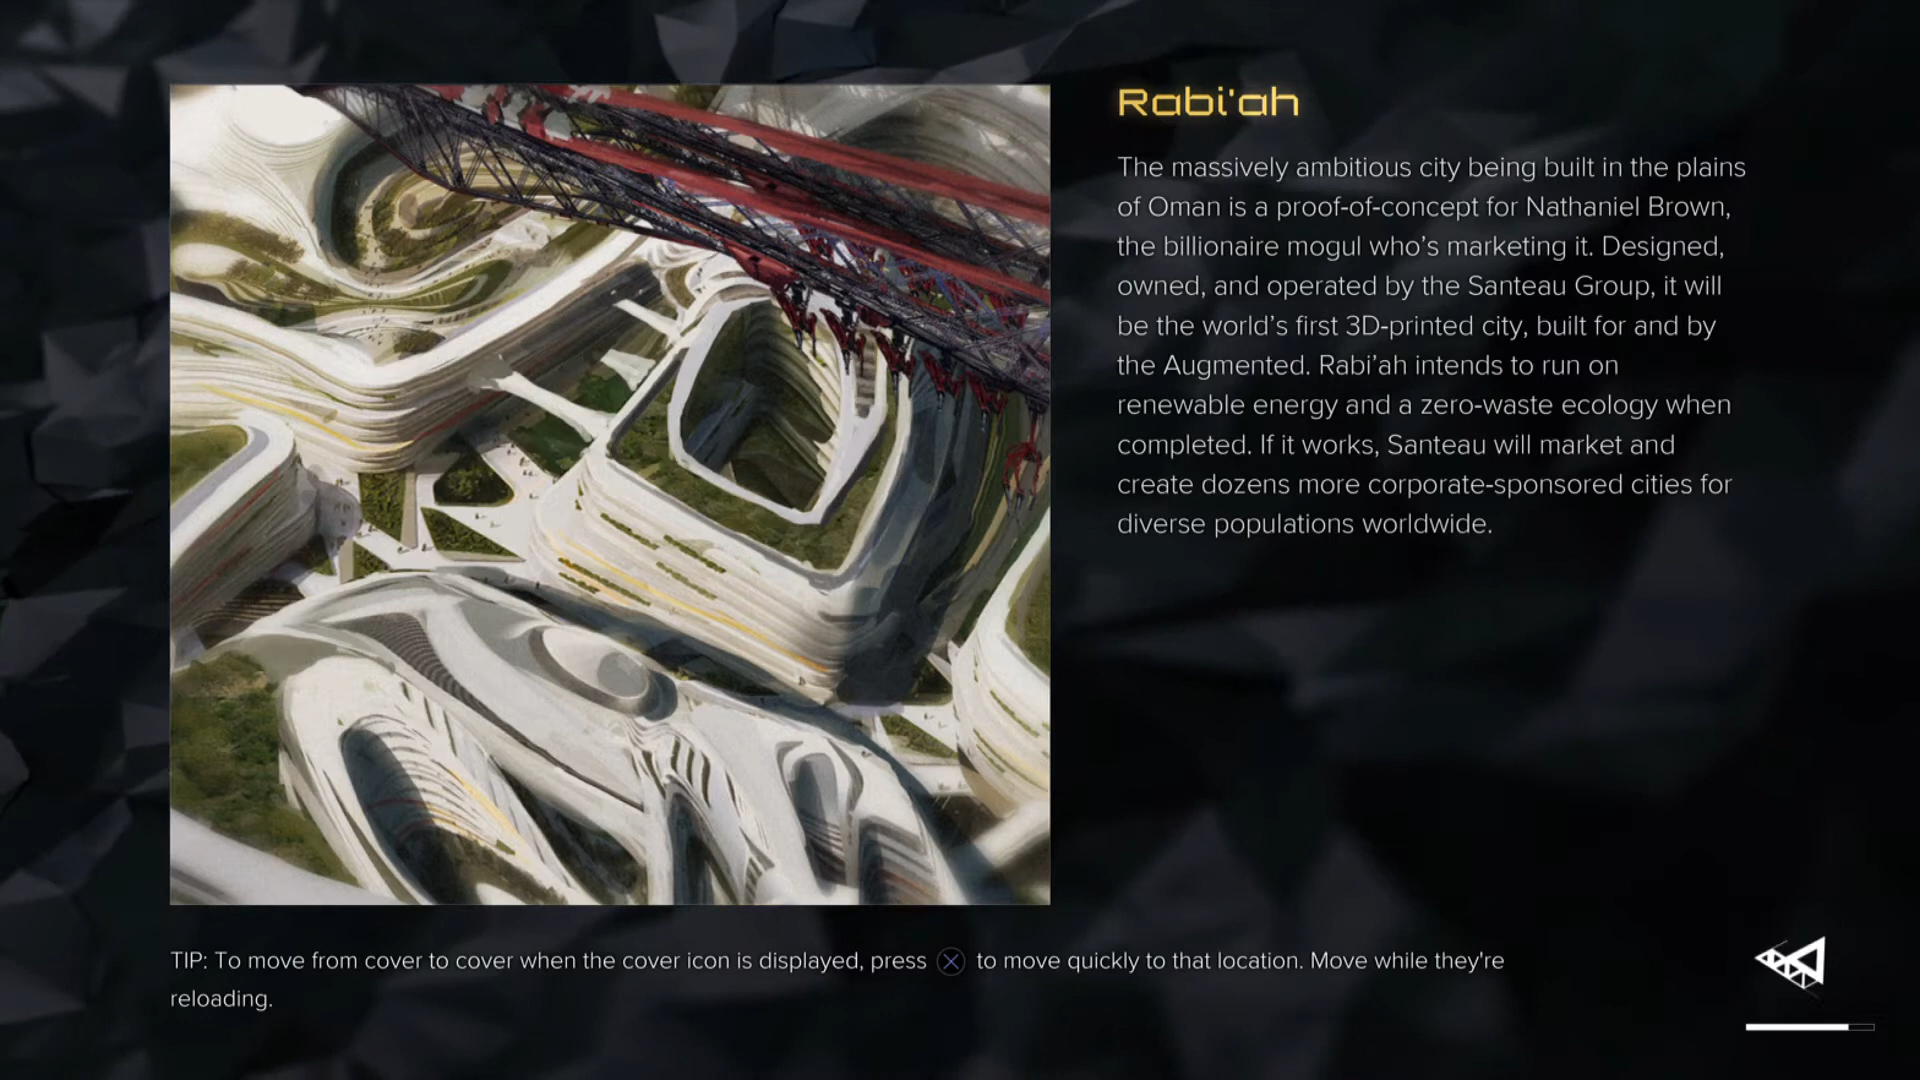 Rabi'ah
The massively ambitious city being built in the plains
of Oman is a proof-of-concept for Nathaniel Brown,
the billionaire mogul who’s marketing it. Designed,
owned, and operated by the Santeau Group, it will
be the world’s first 3D-printed city, built for and by
the Augmented. Rabi’ah intends to run on
renewable energy and a zero-waste ecology when
completed. If it works, Santeau will market and
create dozens more corporate-sponsored cities for
diverse populations worldwide.
TIP: To move from cover to cover when the cover icon is displayed, press to move quickly to that location. Move while they're
reloading.